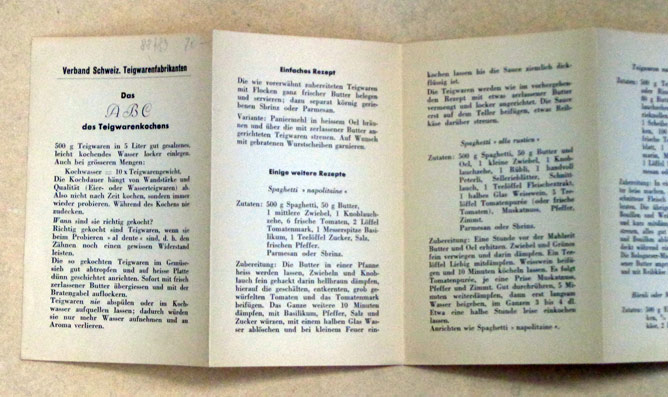 Verband Schweiz. Teigwarenfabrikanten
Das
ABC
des Teigwarenkochens
500 g Teigwaren in 5 Liter gut gesalzenes,
leicht kochendes Wasser locker einlegen.
Auch bei grösseren Mengen:
Kochwasser = 10 x Teigwarengewicht.
Die Kochdauer hängt von Wandstärke und
Qualität (Eier- oder Wasserteigwaren) ab.
Also nicht nach Zeit kochen, sondern immer
wieder probieren. Während des Kochens nie
zudecken.
Wann sind sie richtig gekocht?
Richtig gekocht sind Teigwaren, wenn sie
beim Probieren » al dente « sind, d. h. den
Zähnen noch einen gewissen Widerstand
leisten.
Die so gekochten Teigwaren im Gemüse-
sieb gut abtropfen und auf heisse Platte
dünn geschichtet anrichten. Sofort mit frisch
zerlassener Butter übergiessen und mit der
Bratengabel auflockern.
Teigwaren nie abspülen oder im Koch-
wasser aufquellen lassen; dadurch würden
sie nur mehr Wasser aufnehmen und an
Aroma verlieren.
Einfaches Rezept
Die wie vorerwähnt zubereiteten Teigwaren
mit Flocken ganz frischer Butter belegen
und servieren; dazu separat körnig gerie-
benen Sbrinz oder Parmesan.
Variante: Paniermehl in heissem Oel bräu-
nen und über die mit zerlassener Butter an-
gerichteten Teigwaren streuen. Auf Wunsch
mit gebratenen Wurstscheiben garnieren.
Einige weitere Rezepte
Spaghetti » napolitaine «
Zutaten: 500 g Spaghetti, 50 g Butter,
1 mittlere Zwiebel, 1 Knoblauch-
zehe, 6 frische Tomaten, 2 Löffel
Tomatenmark, 1 Messerspitze Basi-
likum, 1 Teelöffel Zucker, Salz,
frischen Pfeffer.
Parmesan oder Sbrinz.
Zubereitung: Die Butter in einer Pfanne
heiss werden lassen, Zwiebeln und Knob-
lauch fein gehackt darin hellbraun dämpfen,
hierauf die geschälten, entkernten, grob ge-
würfelten Tomaten und das Tomatenmark
beifügen. Das Ganze weitere 10 Minuten
dämpfen, mit Basilikum, Pfeffer, Salz und
Zucker würzen, mit einem halben Glas Was-
ser ablöschen und bei kleinem Feuer ein-
kochen lassen bis die Sauce ziemlich dick-
flüssig ist.
Die Teigwaren werden wie im vorhergehen-
den Rezept mit etwas zerlassener Butter
vermengt und locker angerichtet. Die Sauce
erst auf dem Teller beifügen, etwas Reib-
käse darüber streuen.
Spaghetti » alla rustica «
Zutaten: 500 g Spaghetti, 50 g Butter und
Oel, 1 kleine Zwiebel, 1 Knob-
lauchzehe, 1 Rübli, 1 handvoll
Peterli, Sellerieblätter, Schnitt-
lauch, 1 Teelöffel Fleischextrakt,
1 halbes Glas Weisswein, 5 Tee-
löffel Tomatenpurée (oder frische
Tomaten), Muskatnuss, Pfeffer,
Zimmet.
Parmesan oder Sbrinz.
Zubereitung: Eine Stunde vor der Mahlzeit
Butter und Oel erhitzen. Zwiebel und Grünes
fein verwiegen und darin dämpfen. Ein Tee-
löffel Liebig mitdämpfen. Weisswein beifü-
gen und 10 Minuten köcheln lassen. Es folgt
Tomatenpurée, je eine Prise Muskatnuss,
Pfeffer und Zimmet. Gut durchrühren, 5 Mi-
nuten weiterdämpfen, dann erst langsam
Wasser beigeben, im Ganzen 3 bis 4 dl.
Etwa eine halbe Stunde leise einkochen
lassen.
Anrichten wie Spaghetti » napolitaine «.
Zutaten:
Zubereitung:
Zutaten: